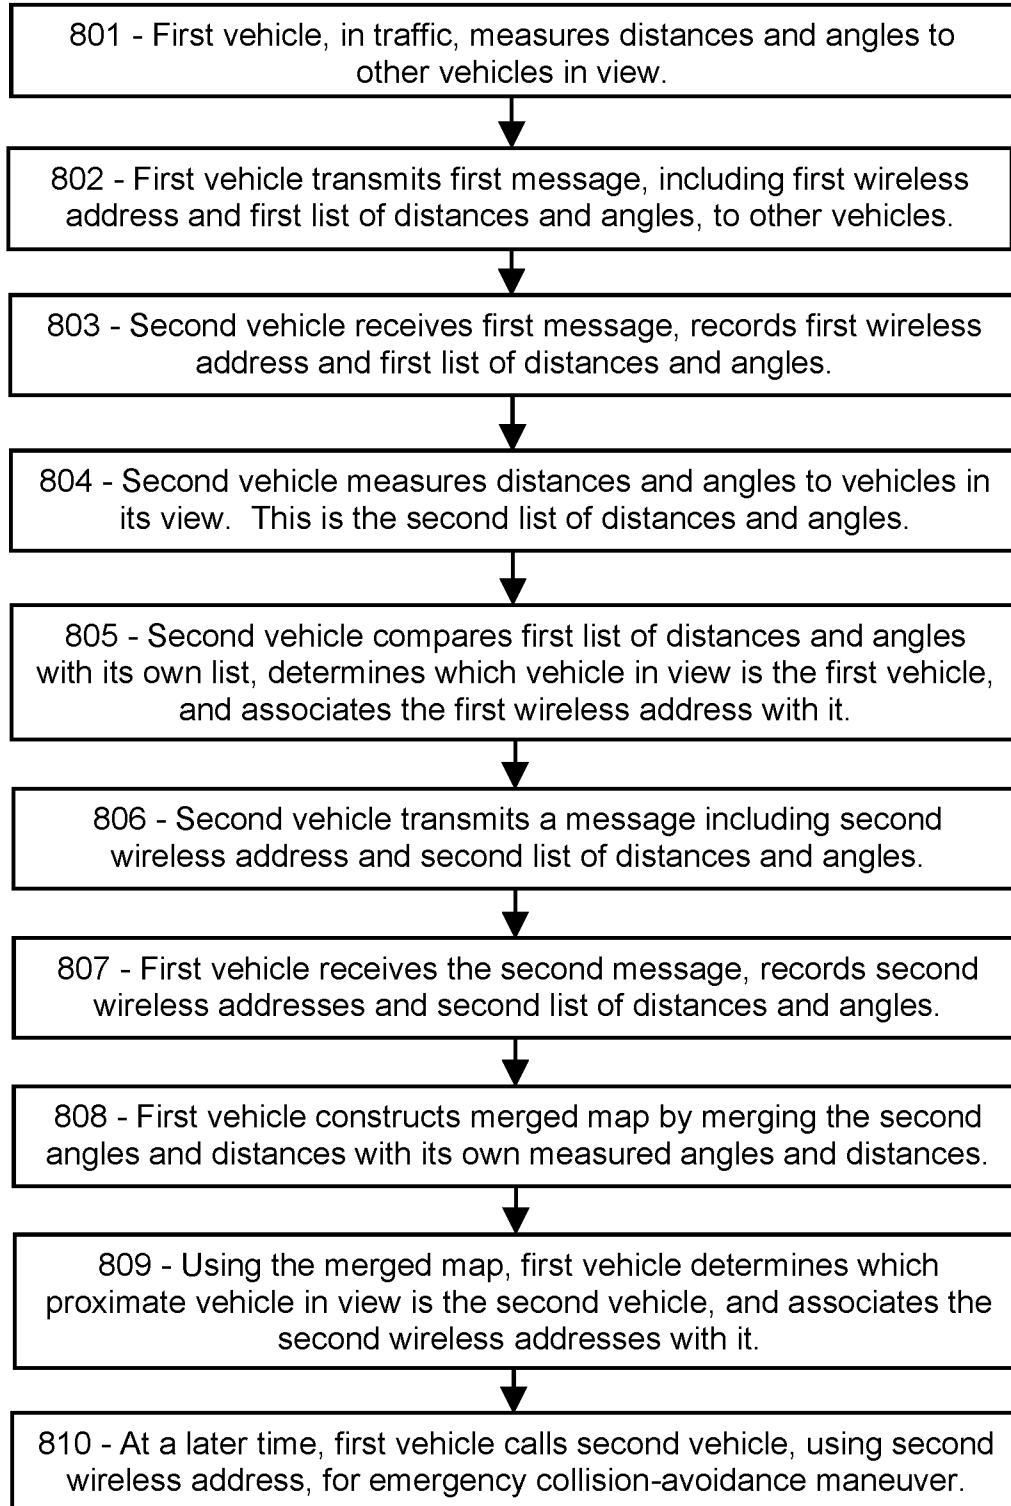 801 - First vehicle, in traffic, measures distances and angles to
other vehicles in view.
802 - First vehicle transmits first message, including first wireless
address and first list of distances and angles, to other vehicles.
803 - Second vehicle receives first message, records first wireless
address and first list of distances and angles.
804 - Second vehicle measures distances and angles to vehicles in
its view.  This is the second list of distances and angles.
805 - Second vehicle compares first list of distances and angles
with its own list, determines which vehicle in view is the first vehicle,
and associates the first wireless address with it.
806 - Second vehicle transmits a message including second
wireless address and second list of distances and angles.
807 - First vehicle receives the second message, records second
wireless addresses and second list of distances and angles.
808 - First vehicle constructs merged map by merging the second
angles and distances with its own measured angles and distances.
809 - Using the merged map, first vehicle determines which
proximate vehicle in view is the second vehicle, and associates the
second wireless addresses with it.
810 - At a later time, first vehicle calls second vehicle, using second
wireless address, for emergency collision-avoidance maneuver.